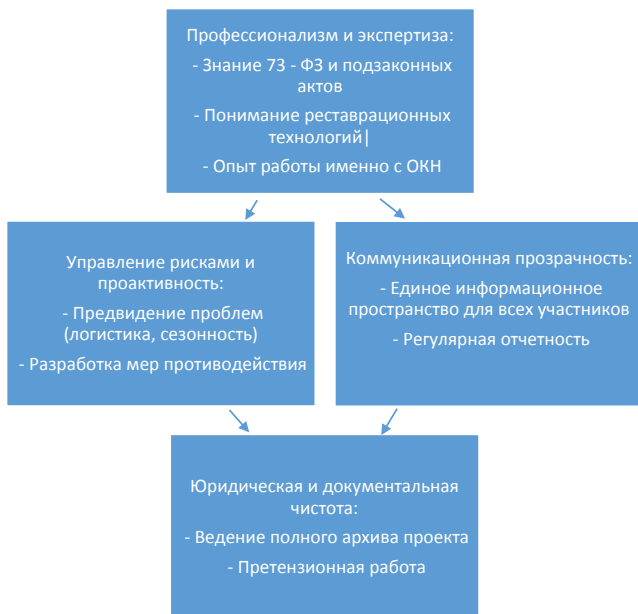 Профессионализм и экспертиза:
- Знание 73 - ФЗ и подзаконных
актов
- Понимание реставрационных
технологий|
- Опыт работы именно с ОКН
Управление рисками и
проактивность:
- Предвидение проблем
(логистика, сезонность)
- Разработка мер противодействия
Коммуникационная прозрачность:
- Единое информационное
пространство для всех участников
- Регулярная отчетность
Юридическая и документальная
чистота:
- Ведение полного архива проекта
- Претензионная работа